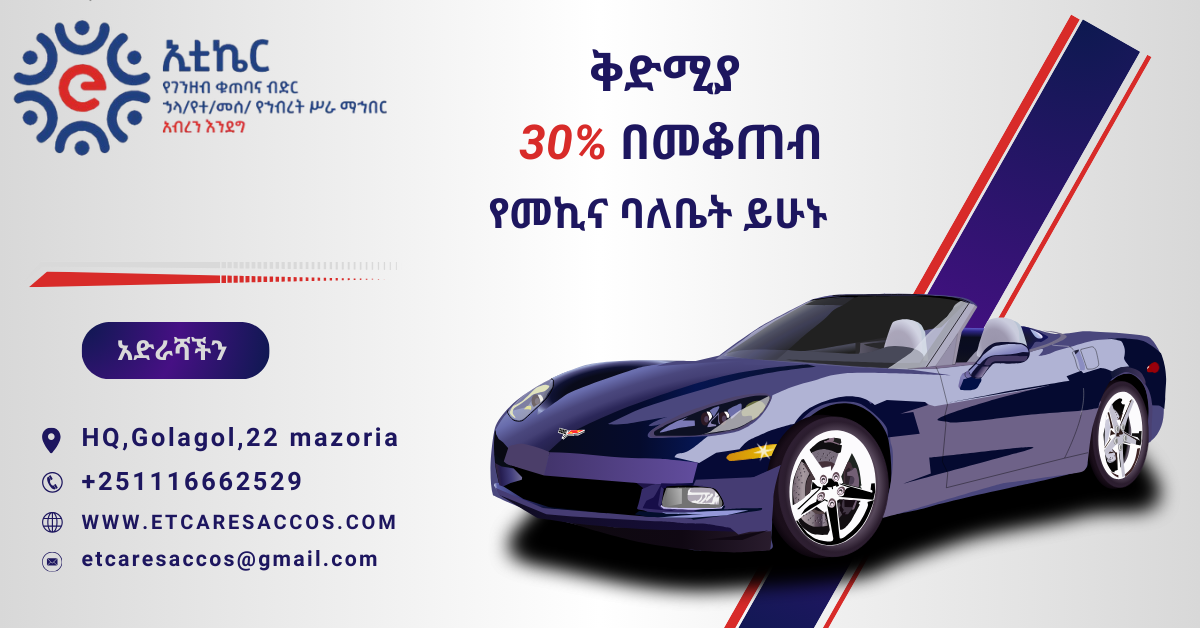 e
ኢቲኬር
የገንዘብ ቁጠባና ብድር
ኃላ/የተ/መሰ/ የኅብረት ሥራ ማኅበር
አብረን እንደግ
ቅድሚያ
30% በመቆጠብ
የመኪና ባለቤት ይሁኑ
አድራሻችን
HQ,Golagol,22 mazoria
+251116662529
WWW.ETCARESACCOS.COM
etcaresaccos@gmail.com